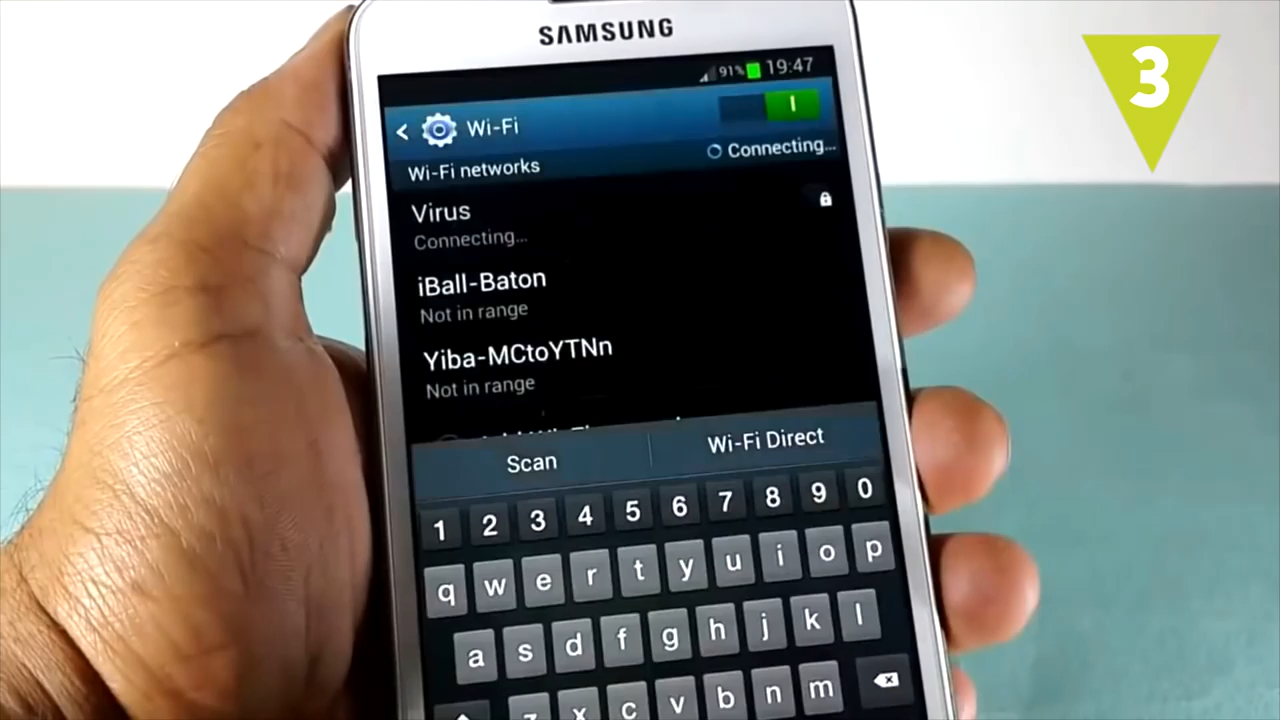 3
SAMSUNG
91% 19:47
Wi-Fi
Wi-Fi networks Connecting...
Virus
Connecting...
iBall-Baton
Not in range
Yiba-MCtoYTNn
Not in range
Scan Wi-Fi Direct
1 2 3 4 5 6 7 8 9 0
q w e r t y u i o p
a s d f g h j k l
z x c v b n m